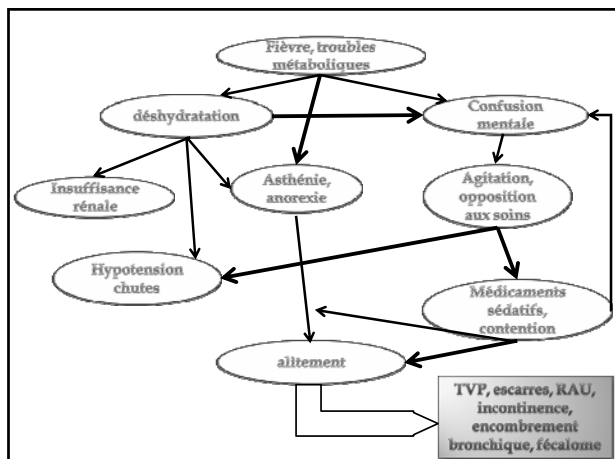 Fièvre, troubles
métaboliques
déshydratation
Confusion
mentale
Insuffisance
rénale
Asthénie,
anorexie
Agitation,
opposition
aux soins
Hypotension
chutes
Médicaments
sédatifs,
contention
alitement
TVP, escarres, RAU,
incontinence,
encombrement
bronchique, fécalome